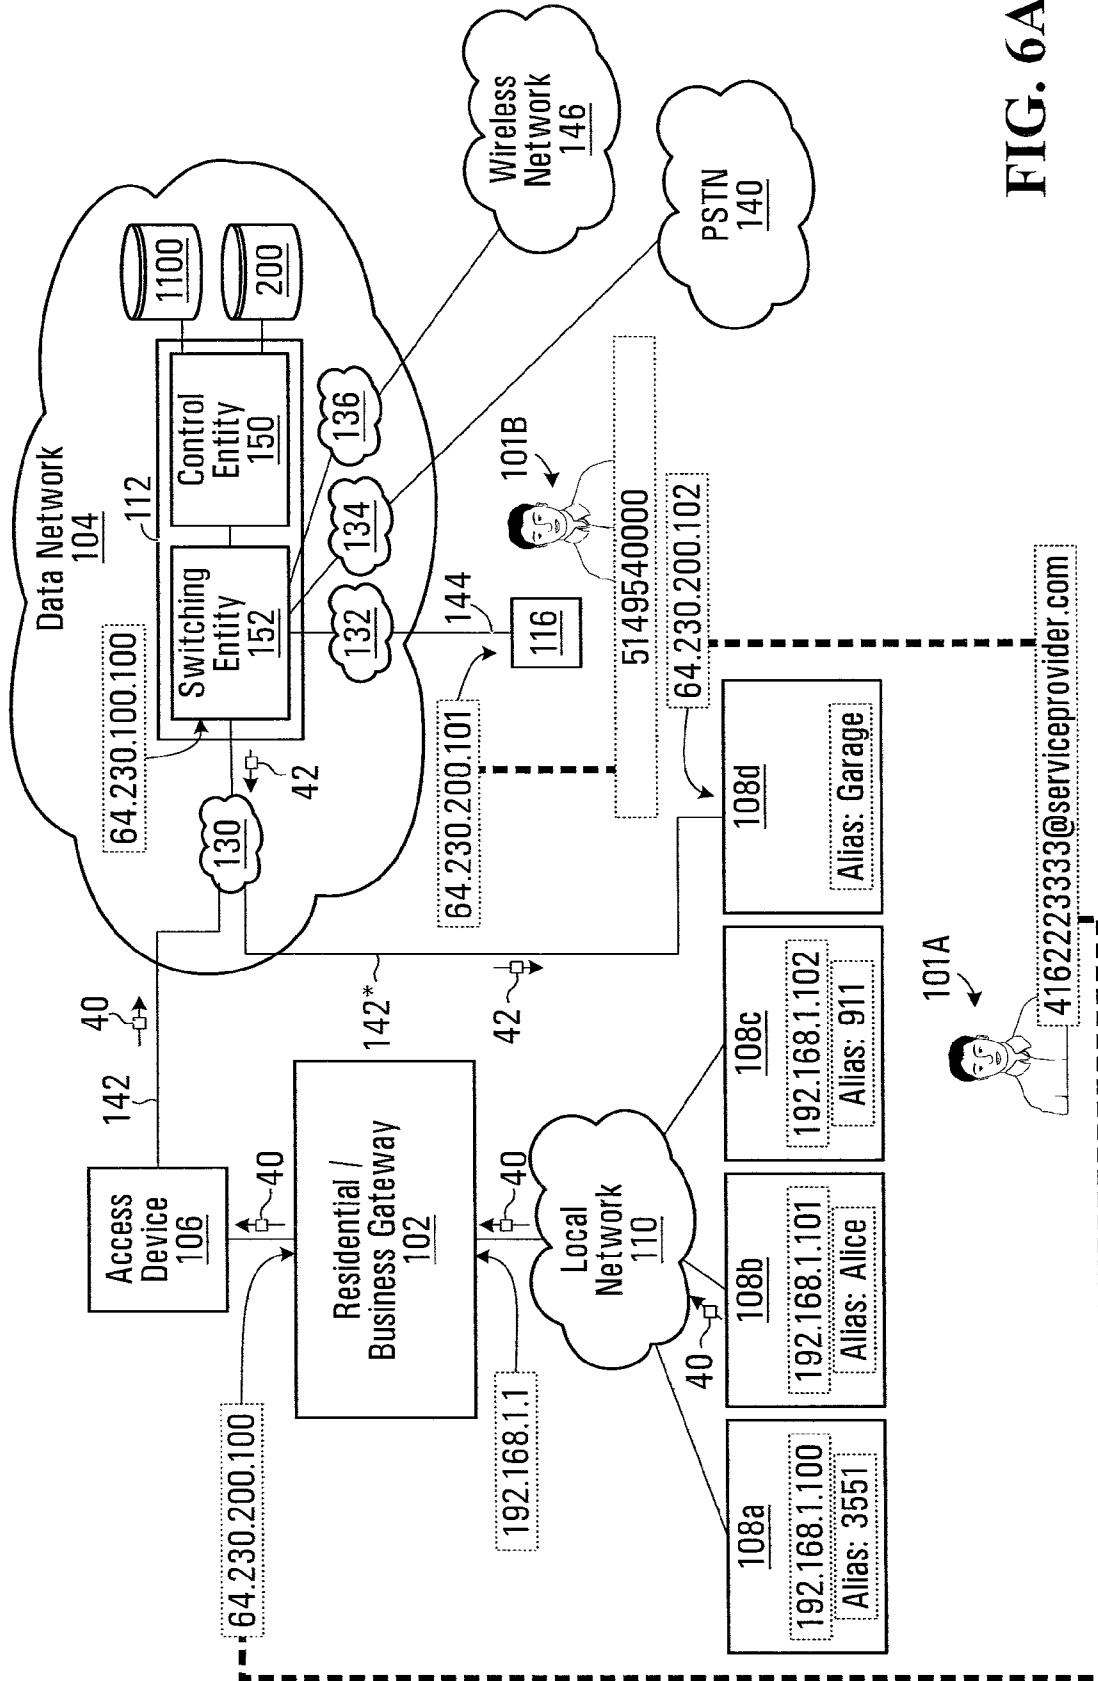 Data Network
104
112
64.230.100.100
Switching
Entity
152
Control
Entity
150
1100
200
130
132
134
136
42
Wireless
Network
146
PSTN
140
144
116
64.230.200.101
101B
5149540000
64.230.200.102
142
40
Access
Device
106
40
64.230.200.100
142*
42
Residential /
Business Gateway
102
192.168.1.1
40
Local
Network
110
40
108a
192.168.1.100
Alias: 3551
108b
192.168.1.101
Alias: Alice
108c
192.168.1.102
Alias: 911
108d
Alias: Garage
101A
4162223333@serviceprovider.com
FIG. 6A